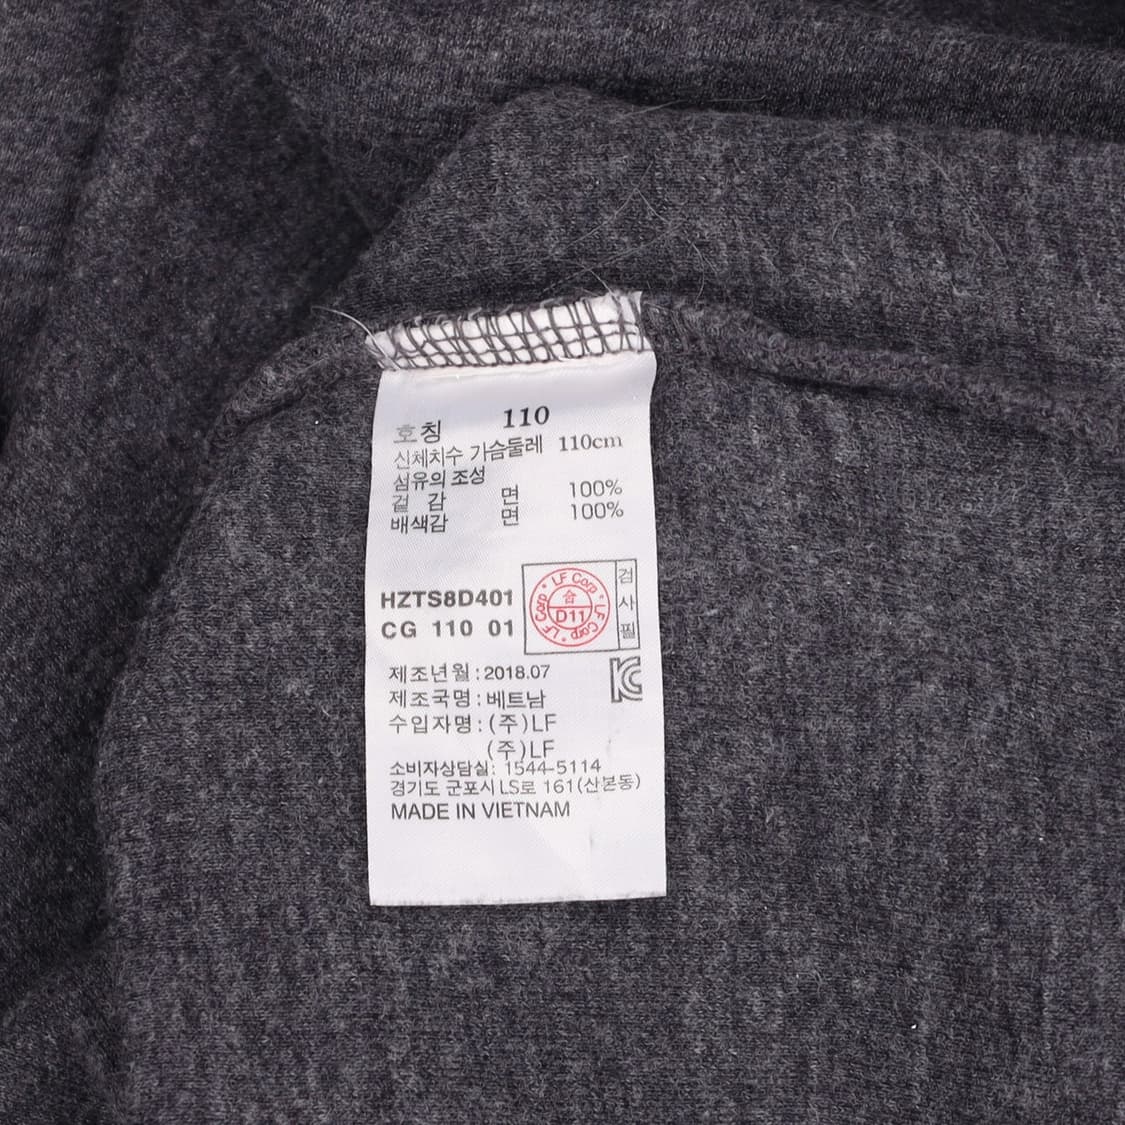 호칭 110
신체치수 가슴둘레 110cm
섬유의 조성
겉 감 면 100%
배색감 면 100%
HZTS8D401
CG 110 01
LF Corp • LF Corp • LF Corp •
合
D11
검사필
제조년월 : 2018.07
제조국명 : 베트남
수입자명 : (주)LF
(주)LF
소비자상담실: 1544-5114
경기도 군포시 LS로 161(산본동)
MADE IN VIETNAM